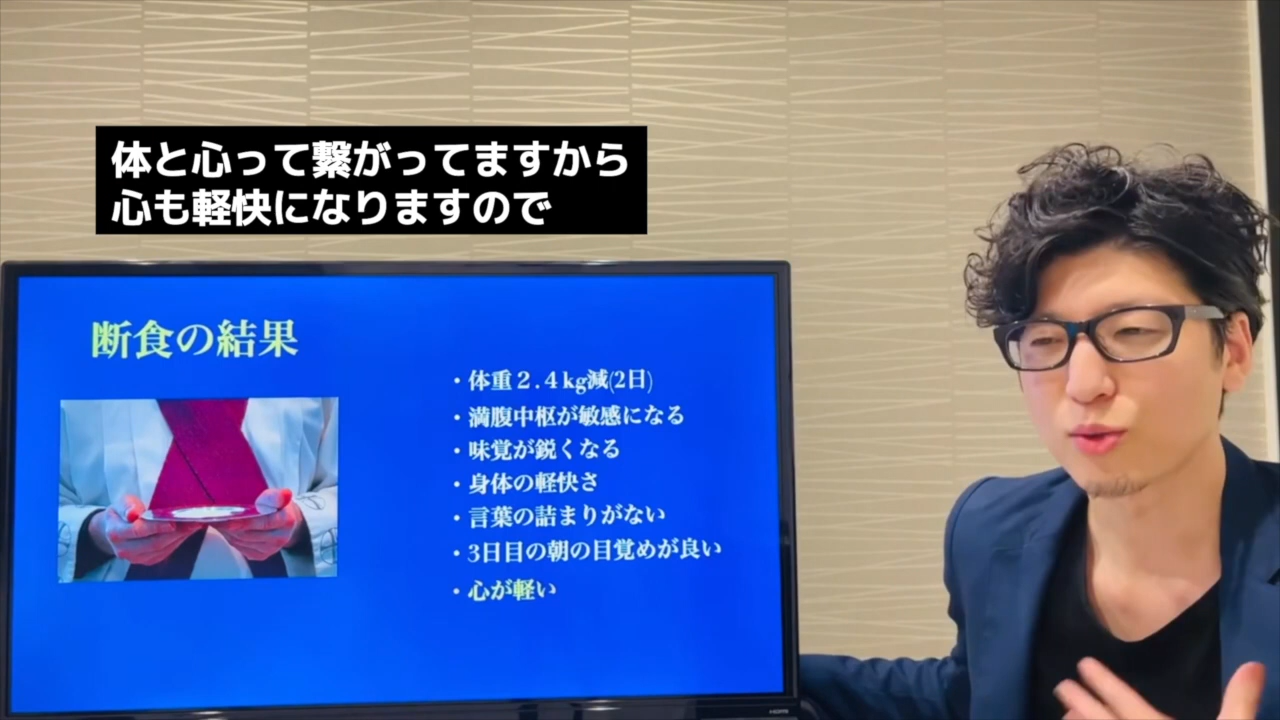 体と心って繋がってますから
心も軽快になりますので
断食の結果
・体重２.４kg減(2日)
・満腹中枢が敏感になる
・味覚が鋭くなる
・身体の軽快さ
・言葉の詰まりがない
・3日目の朝の目覚めが良い
・心が軽い
HDMI